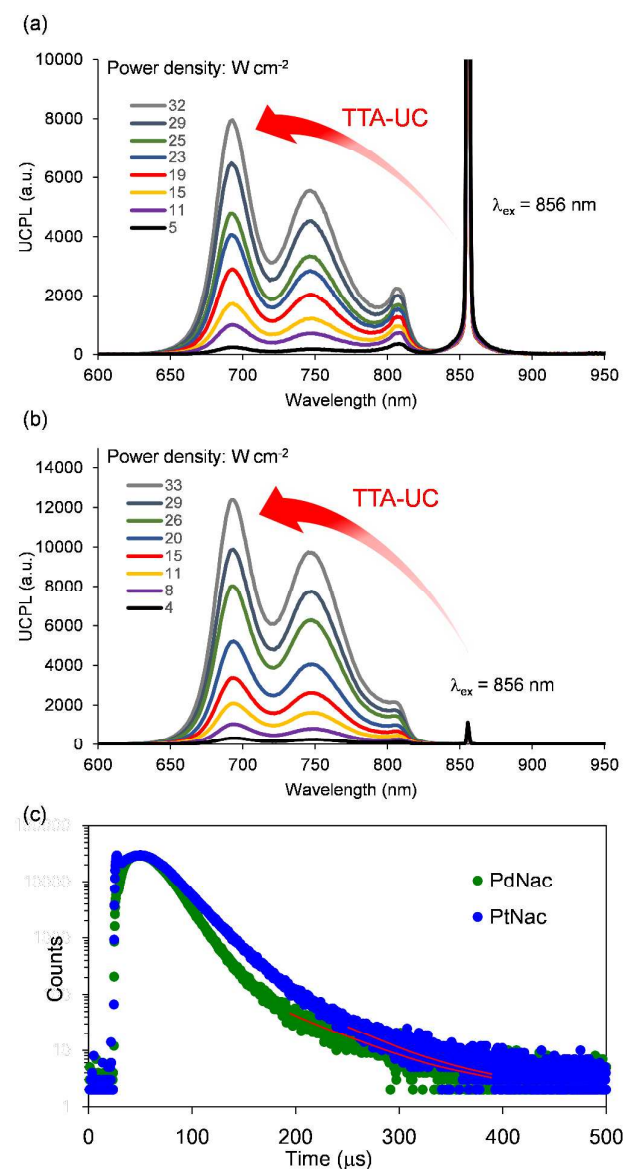 (a)
10000
8000
6000
4000
2000
0
UCPL (a.u.)
Power density: W cm-2
32
29
25
23
19
15
11
5
TTA-UC
λex = 856 nm
600 650 700 750 800 850 900 950
Wavelength (nm)
(b)
14000
12000
10000
8000
6000
4000
2000
0
UCPL (a.u.)
Power density: W cm-2
33
29
26
20
15
11
8
4
TTA-UC
λex = 856 nm
600 650 700 750 800 850 900 950
Wavelength (nm)
(c)
Counts
1
PdNac
PtNac
0 100 200 300 400 500
Time (μs)